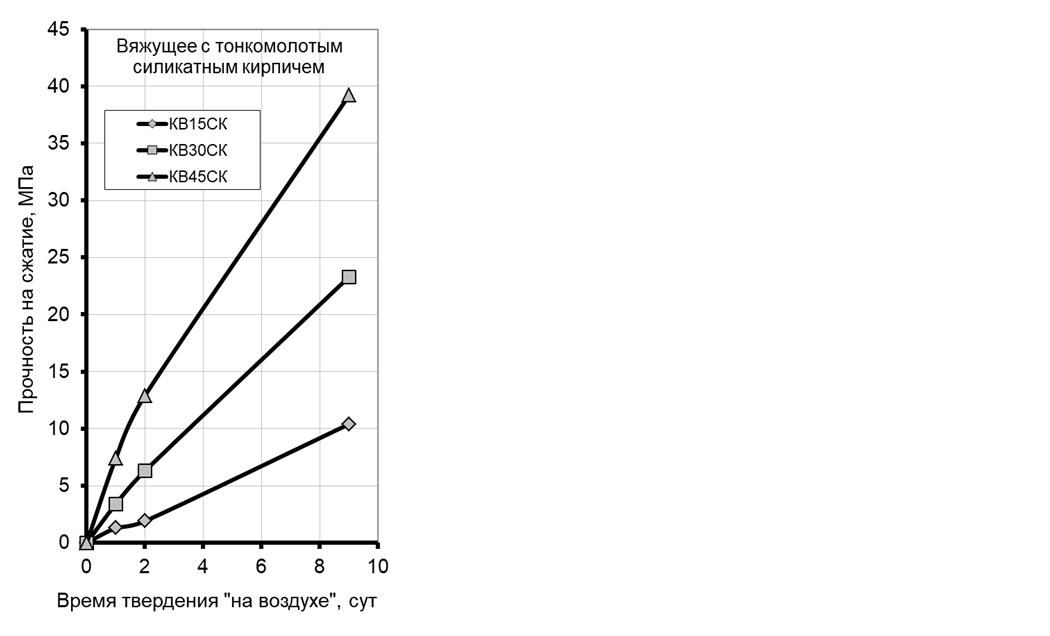 Вяжущее с тонкомолотым
силикатным кирпичем
КВ15СК
КВ30СК
КВ45СК
Прочность на сжатие, МПа
45
40
35
30
25
20
15
10
5
0
0 2 4 6 8 10
Время твердения "на воздухе", сут